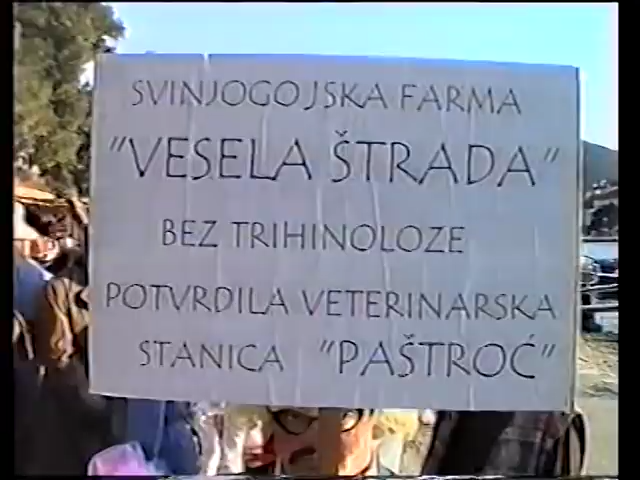 SVINJOGOJSKA FARMA
"VESELA ŠTRADA"
BEZ TRIHINOLOZE
POTVRDILA VETERINARSKA
STANICA "PAŠTROĆ"